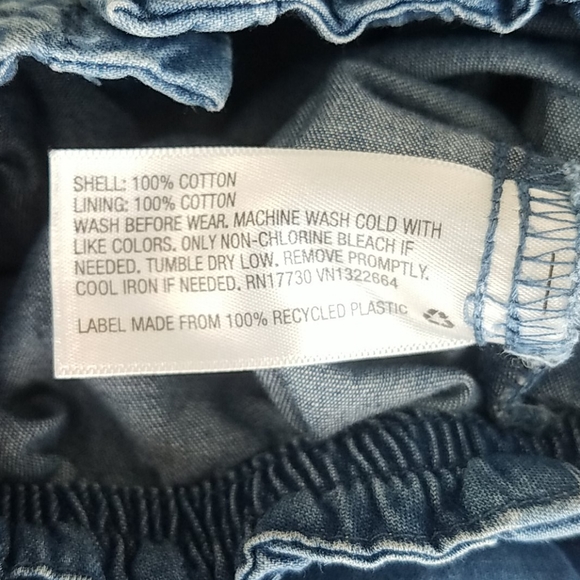 SHELL: 100% COTTON
LINING: 100% COTTON
WASH BEFORE WEAR. MACHINE WASH COLD WITH
LIKE COLORS. ONLY NON-CHLORINE BLEACH IF
NEEDED. TUMBLE DRY LOW. REMOVE PROMPTLY.
COOL IRON IF NEEDED. RN17730 VN1322664
LABEL MADE FROM 100% RECYCLED PLASTIC